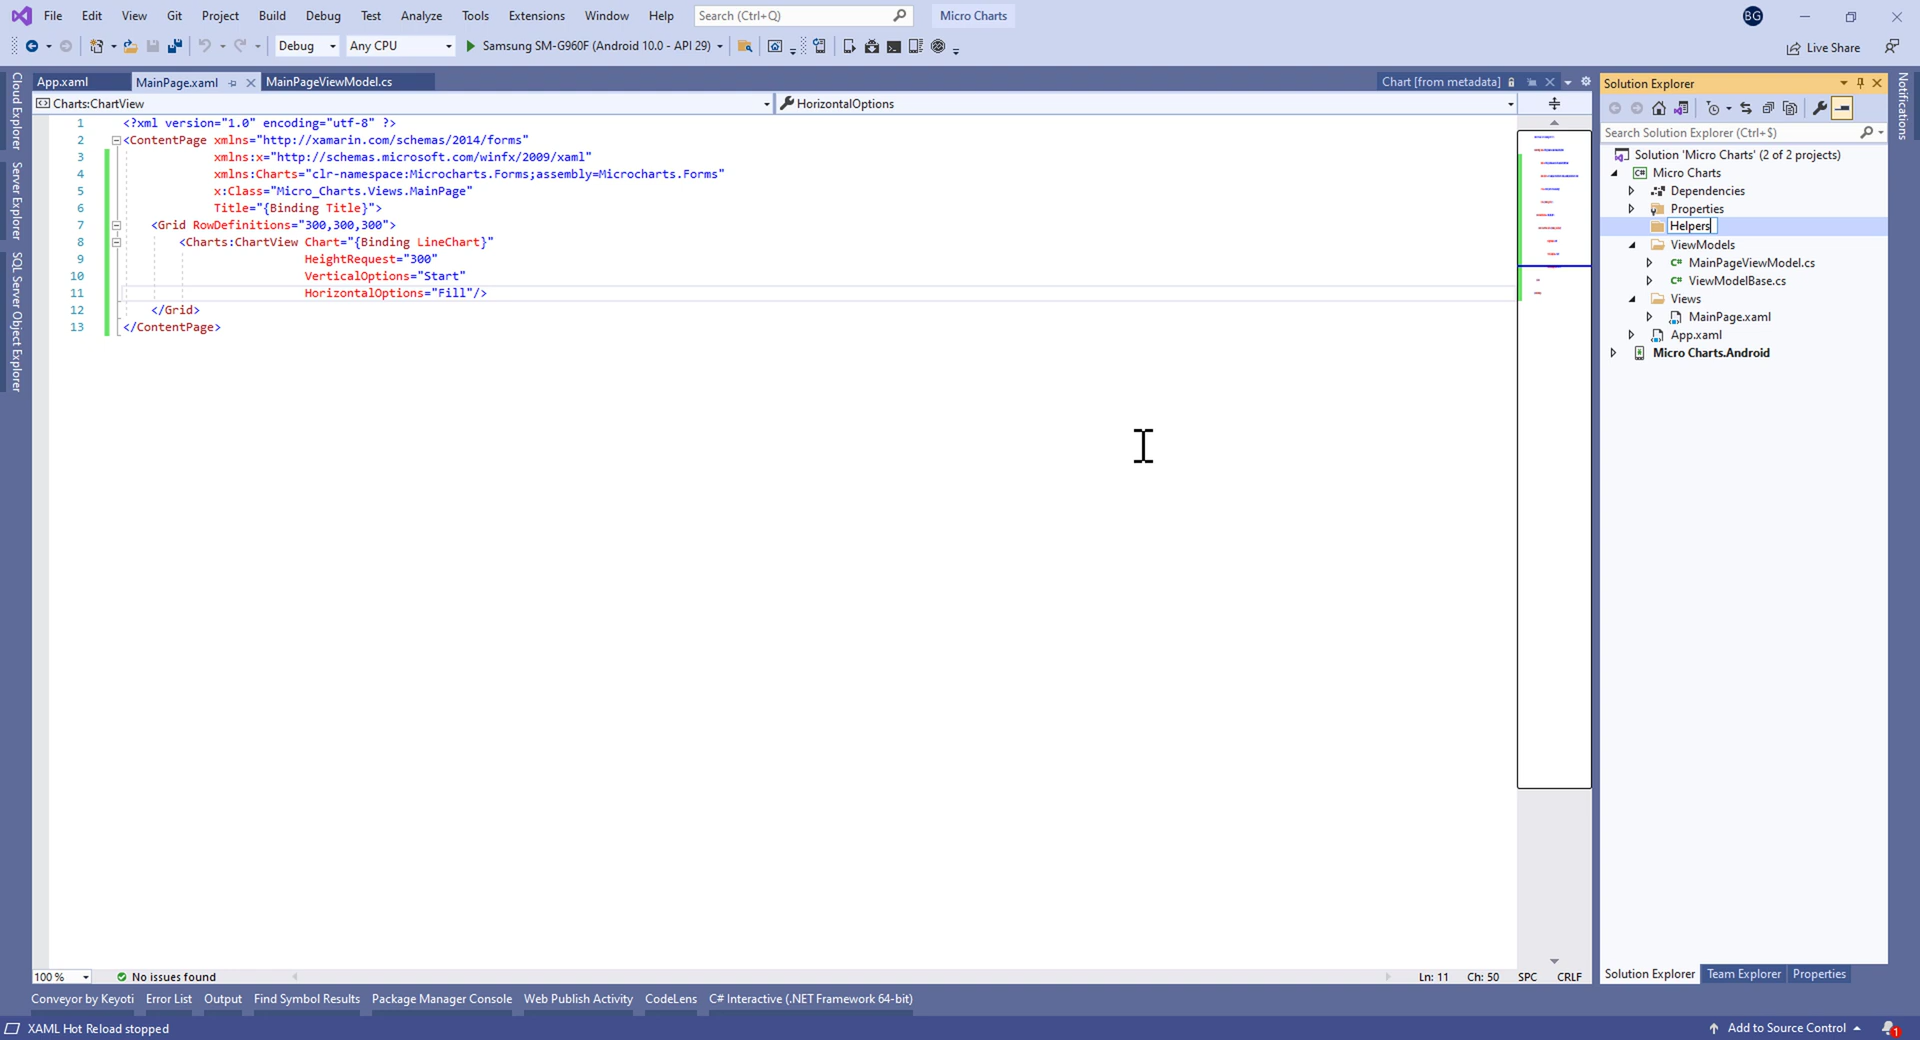 File Edit View Git Project Build Debug Test Analyze Tools Extensions Window Help Search (Ctrl+Q) Micro Charts BG
Debug Any CPU Samsung SM-G960F (Android 10.0 - API 29) Live Share
App.xaml MainPage.xaml MainPageViewModel.cs Chart [from metadata] Solution Explorer
Charts:ChartView HorizontalOptions
Cloud Explorer
Server Explorer
SQL Server Object Explorer
1 <?xml version="1.0" encoding="utf-8" ?>
2 <ContentPage xmlns="http://xamarin.com/schemas/2014/forms"
3 xmlns:x="http://schemas.microsoft.com/winfx/2009/xaml"
4 xmlns:Charts="clr-namespace:Microcharts.Forms;assembly=Microcharts.Forms"
5 x:Class="Micro_Charts.Views.MainPage"
6 Title="{Binding Title}">
7 <Grid RowDefinitions="300,300,300">
8 <Charts:ChartView Chart="{Binding LineChart}"
9 HeightRequest="300"
10 VerticalOptions="Start"
11 HorizontalOptions="Fill"/>
12 </Grid>
13 </ContentPage>
Search Solution Explorer (Ctrl+$)
Solution 'Micro Charts' (2 of 2 projects)
C# Micro Charts
Dependencies
Properties
Helpers
ViewModels
C# MainPageViewModel.cs
C# ViewModelBase.cs
Views
MainPage.xaml
App.xaml
Micro Charts.Android
Notifications
100 % No issues found Ln: 11 Ch: 50 SPC CRLF
Solution Explorer Team Explorer Properties
Conveyor by Keyoti Error List Output Find Symbol Results Package Manager Console Web Publish Activity CodeLens C# Interactive (.NET Framework 64-bit)
XAML Hot Reload stopped Add to Source Control 1